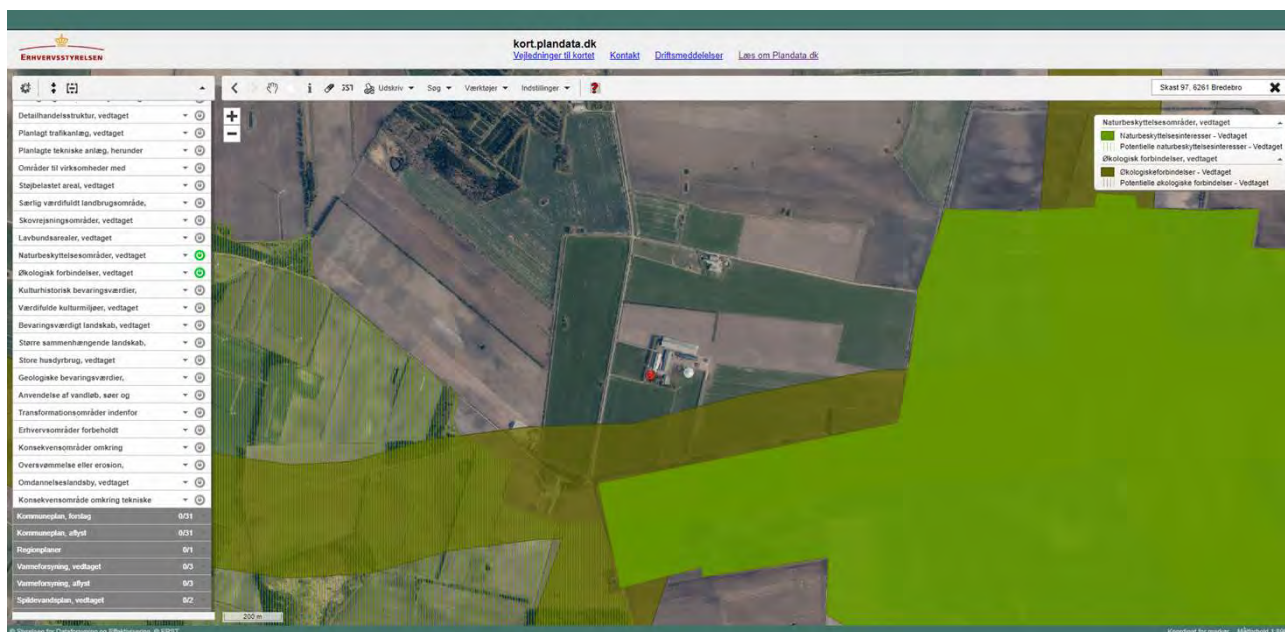 ERHVERVSSTYRELSEN
kort.plandata.dk
Vejledninger til kortet Kontakt Driftsmeddelelser Læs om Plandata.dk
Udskriv Søg Værktøjer Indstillinger
Skast 97, 6261 Bredebro
Detailhandelsstruktur, vedtaget
Planlagt trafikanlæg, vedtaget
Planlagte tekniske anlæg, herunder
Områder til virksomheder med
Støjbelastet areal, vedtaget
Særlig værdifuldt landbrugsområde,
Skovrejsningsområder, vedtaget
Lavbundsarealer, vedtaget
Naturbeskyttelsesområder, vedtaget
Økologisk forbindelser, vedtaget
Kulturhistorisk bevaringsværdier,
Værdifulde kulturmiljøer, vedtaget
Bevaringsværdigt landskab, vedtaget
Større sammenhængende landskab,
Store husdyrbrug, vedtaget
Geologiske bevaringsværdier,
Anvendelse af vandløb, søer og
Transformationsområder indenfor
Erhvervsområder forbeholdt
Konsekvensområder omkring
Oversvømmelse eller erosion,
Omdannelseslandsby, vedtaget
Konsekvensområde omkring tekniske
Kommuneplan, forslag 0/31
Kommuneplan, aflyst 0/31
Regionplaner 0/1
Varmeforsyning, vedtaget 0/3
Varmeforsyning, aflyst 0/3
Spildevandsplan, vedtaget 0/2
Naturbeskyttelsesområder, vedtaget
Naturbeskyttelsesinteresser - Vedtaget
Potentielle naturbeskyttelsesinteresser - Vedtaget
Økologisk forbindelser, vedtaget
Økologiskeforbindelser - Vedtaget
Potentielle økologiske forbindelser - Vedtaget
200 m